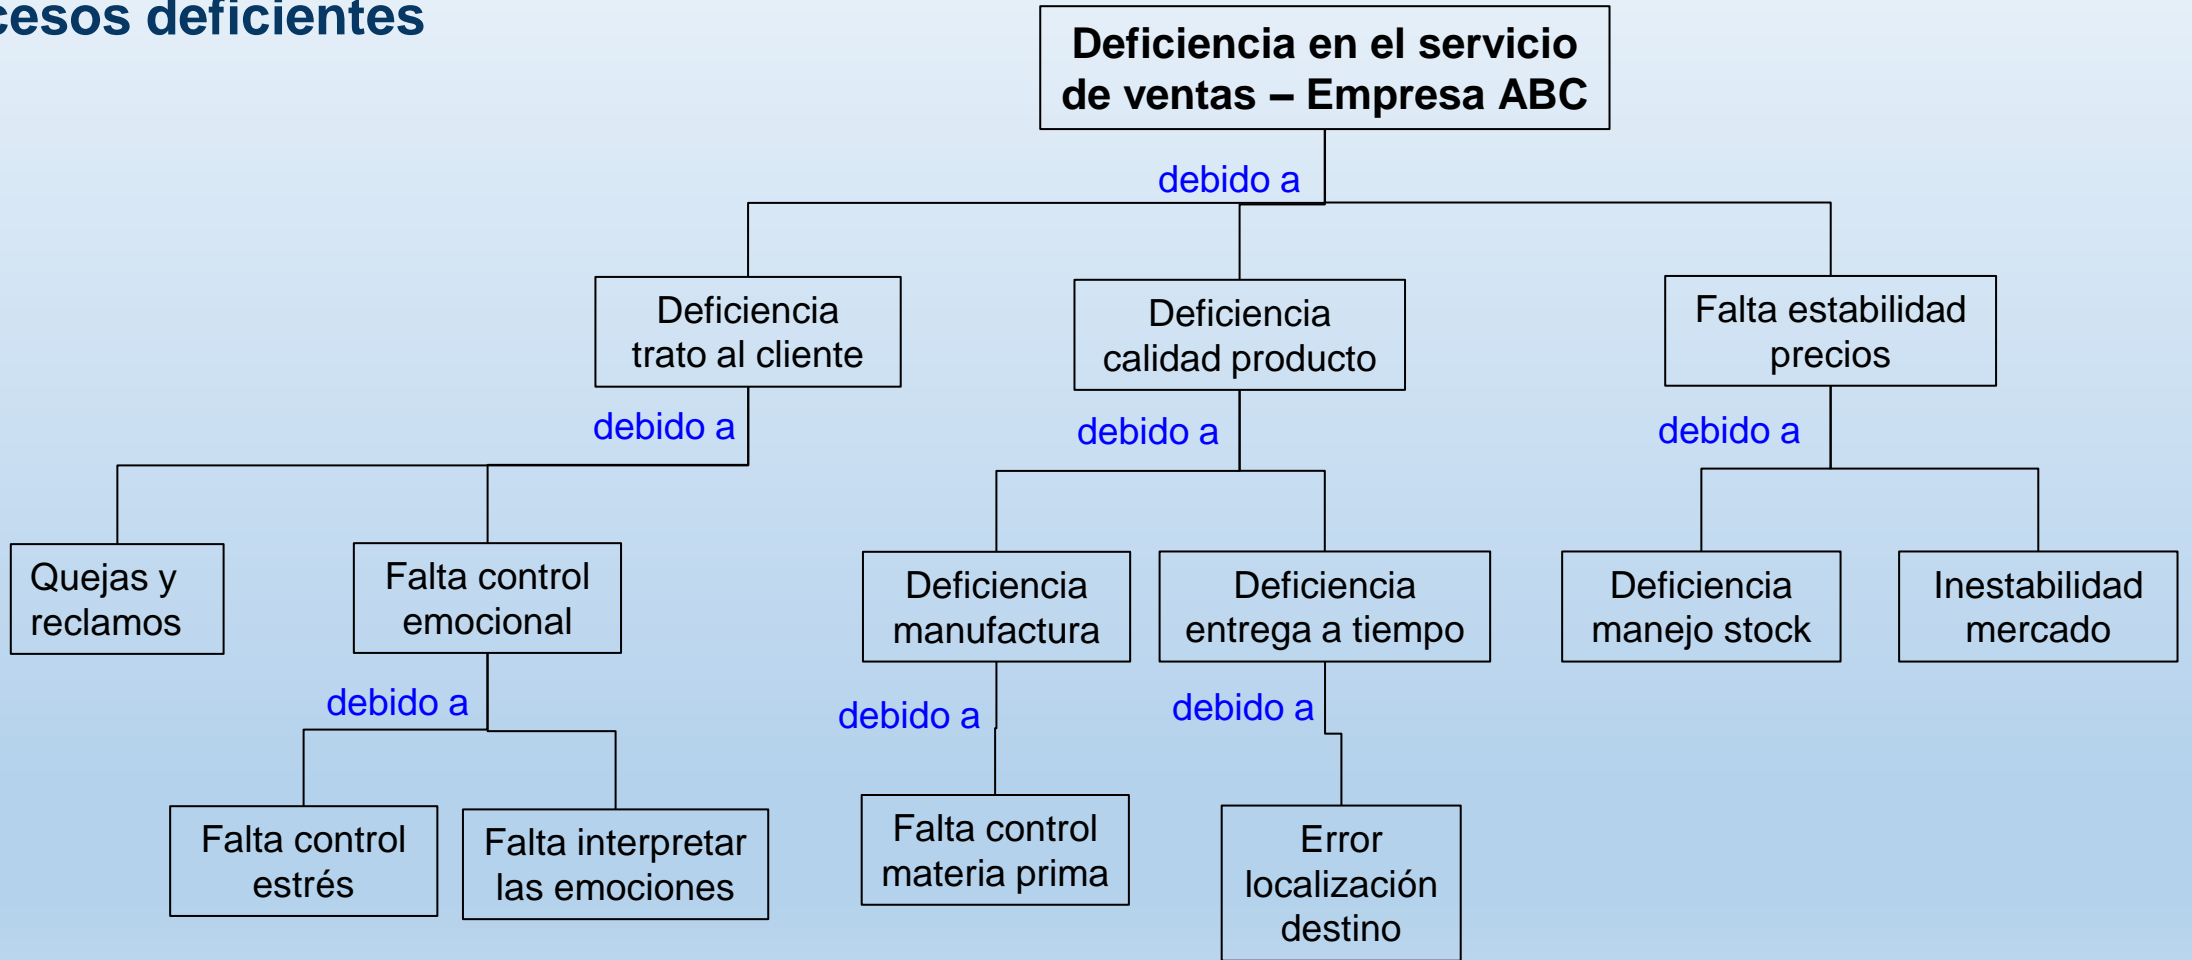 cesos deficientes
Deficiencia en el servicio
de ventas – Empresa ABC
debido a
Deficiencia
trato al cliente
Deficiencia
calidad producto
Falta estabilidad
precios
debido a
debido a
debido a
Quejas y
reclamos
Falta control
emocional
Deficiencia
manufactura
Deficiencia
entrega a tiempo
Deficiencia
manejo stock
Inestabilidad
mercado
debido a
debido a
debido a
Falta control
estrés
Falta interpretar
las emociones
Falta control
materia prima
Error
localización
destino